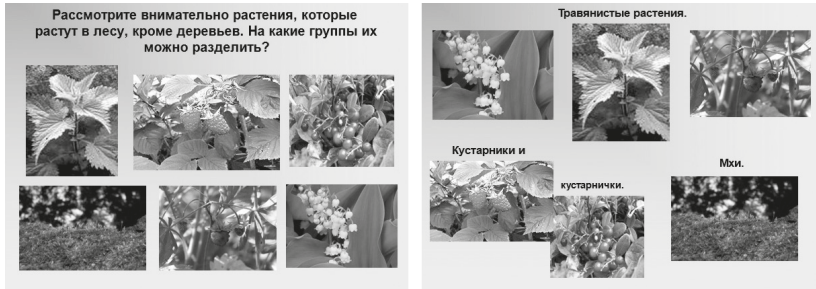 Рассмотрите внимательно растения, которые
растут в лесу, кроме деревьев. На какие группы их
можно разделить?
Травянистые растения.
Кустарники и
кустарнички.
Мхи.